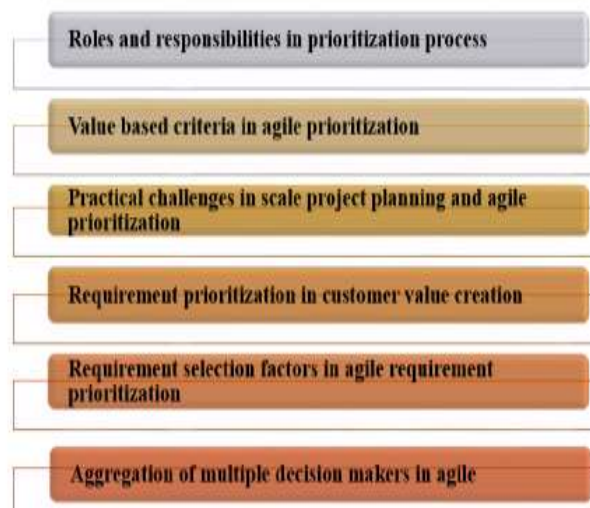 Roles and responsibilities in prioritization process
Value based criteria in agile prioritization
Practical challenges in scale project planning and agile
prioritization
Requirement prioritization in customer value creation
Requirement selection factors in agile requirement
prioritization
Aggregation of multiple decision makers in agile